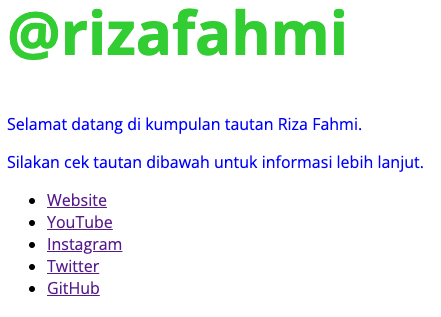 @rizafahmi
Selamat datang di kumpulan tautan Riza Fahmi.
Silakan cek tautan dibawah untuk informasi lebih lanjut.
Website
YouTube
Instagram
Twitter
GitHub